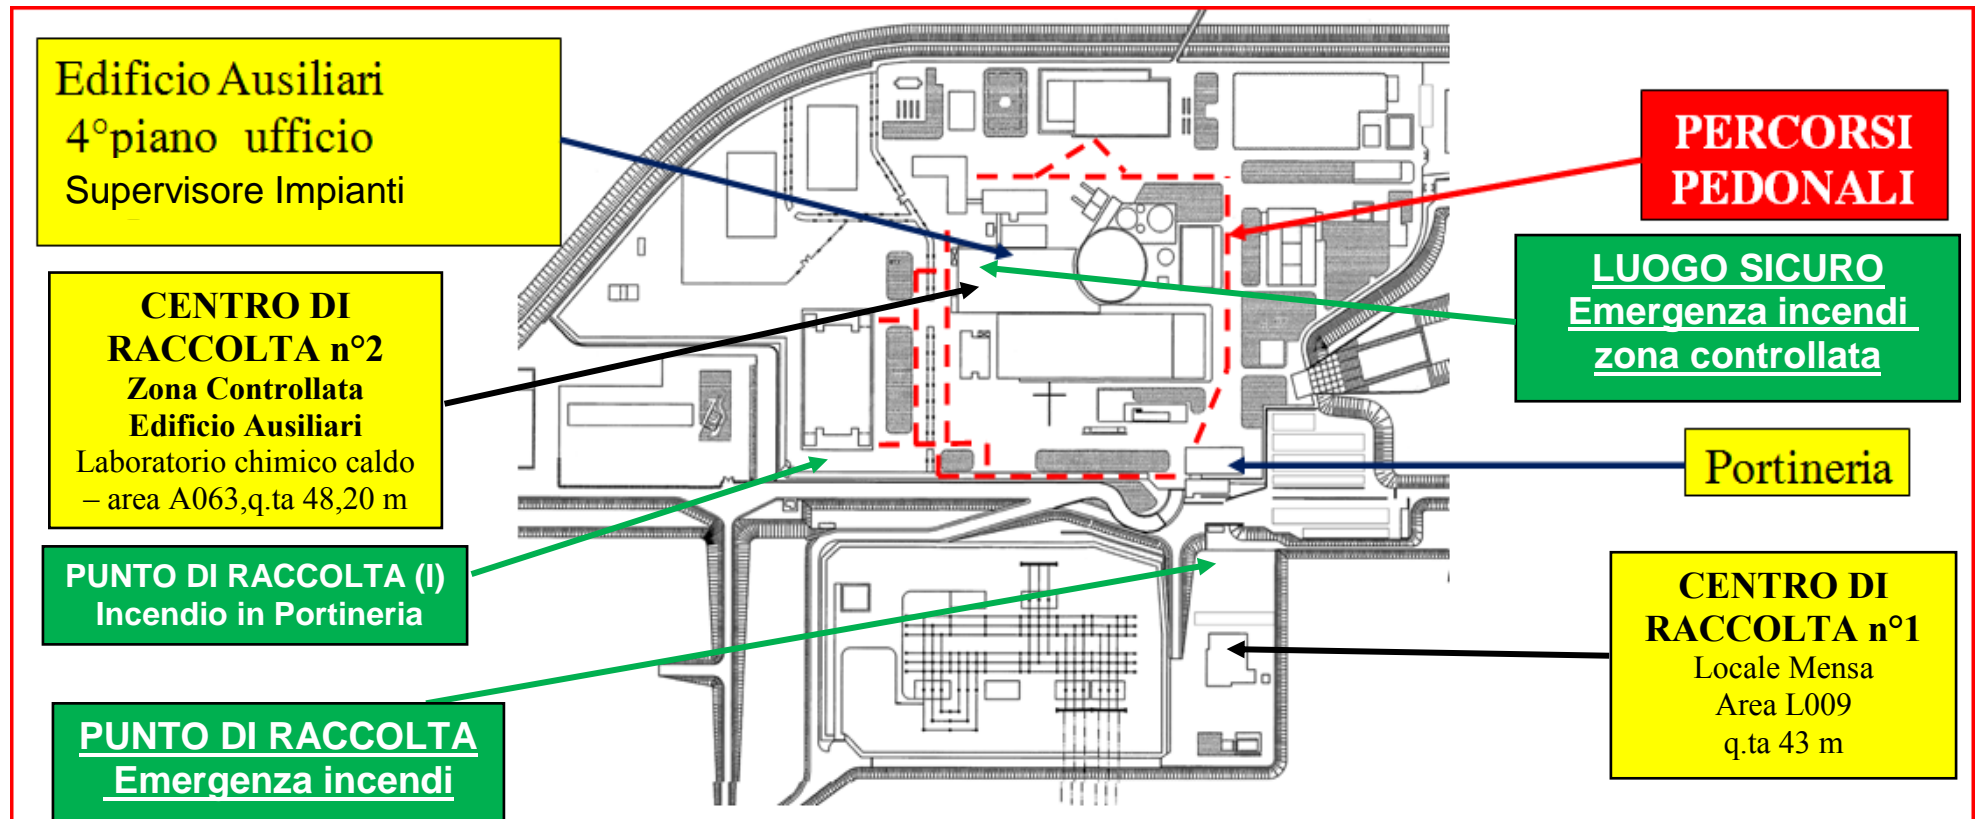 Edificio Ausiliari
4°piano ufficio
Supervisore Impianti
CENTRO DI
RACCOLTA n°2
Zona Controllata
Edificio Ausiliari
Laboratorio chimico caldo
– area A063,q.ta 48,20 m
PUNTO DI RACCOLTA (I)
Incendio in Portineria
PUNTO DI RACCOLTA
Emergenza incendi
PERCORSI
PEDONALI
LUOGO SICURO
Emergenza incendi
zona controllata
Portineria
CENTRO DI
RACCOLTA n°1
Locale Mensa
Area L009
q.ta 43 m